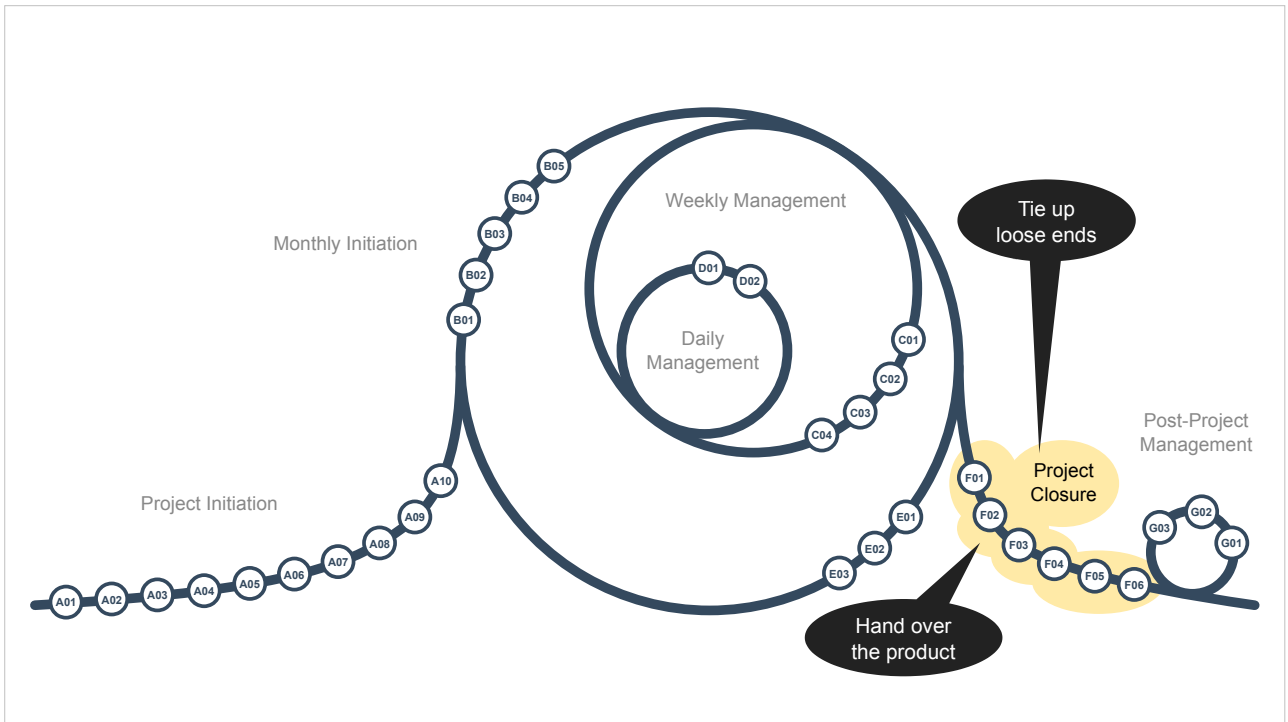 Tie up
loose ends
B05
B04
B03
B02
B01
Monthly Initiation
Weekly Management
D01
D02
Daily
Management
C01
C02
C03
C04
Post-Project
Management
Project
Closure
Project Initiation
A01
A02
A03
A04
A05
A06
A07
A08
A09
A10
E01
E02
E03
F01
F02
F03
F04
F05
F06
G03
G02
G01
Hand over
the product